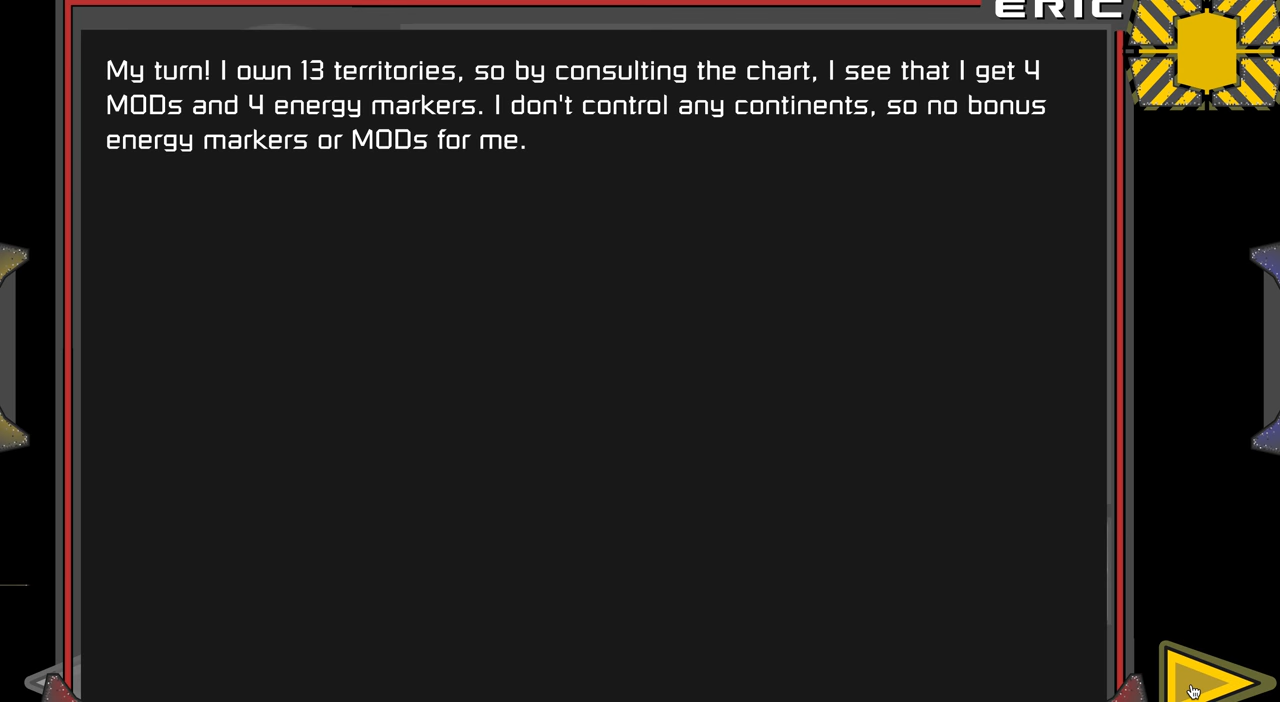 ERIC
My turn! I own 13 territories, so by consulting the chart, I see that I get 4
MODs and 4 energy markers. I don't control any continents, so no bonus
energy markers or MODs for me.